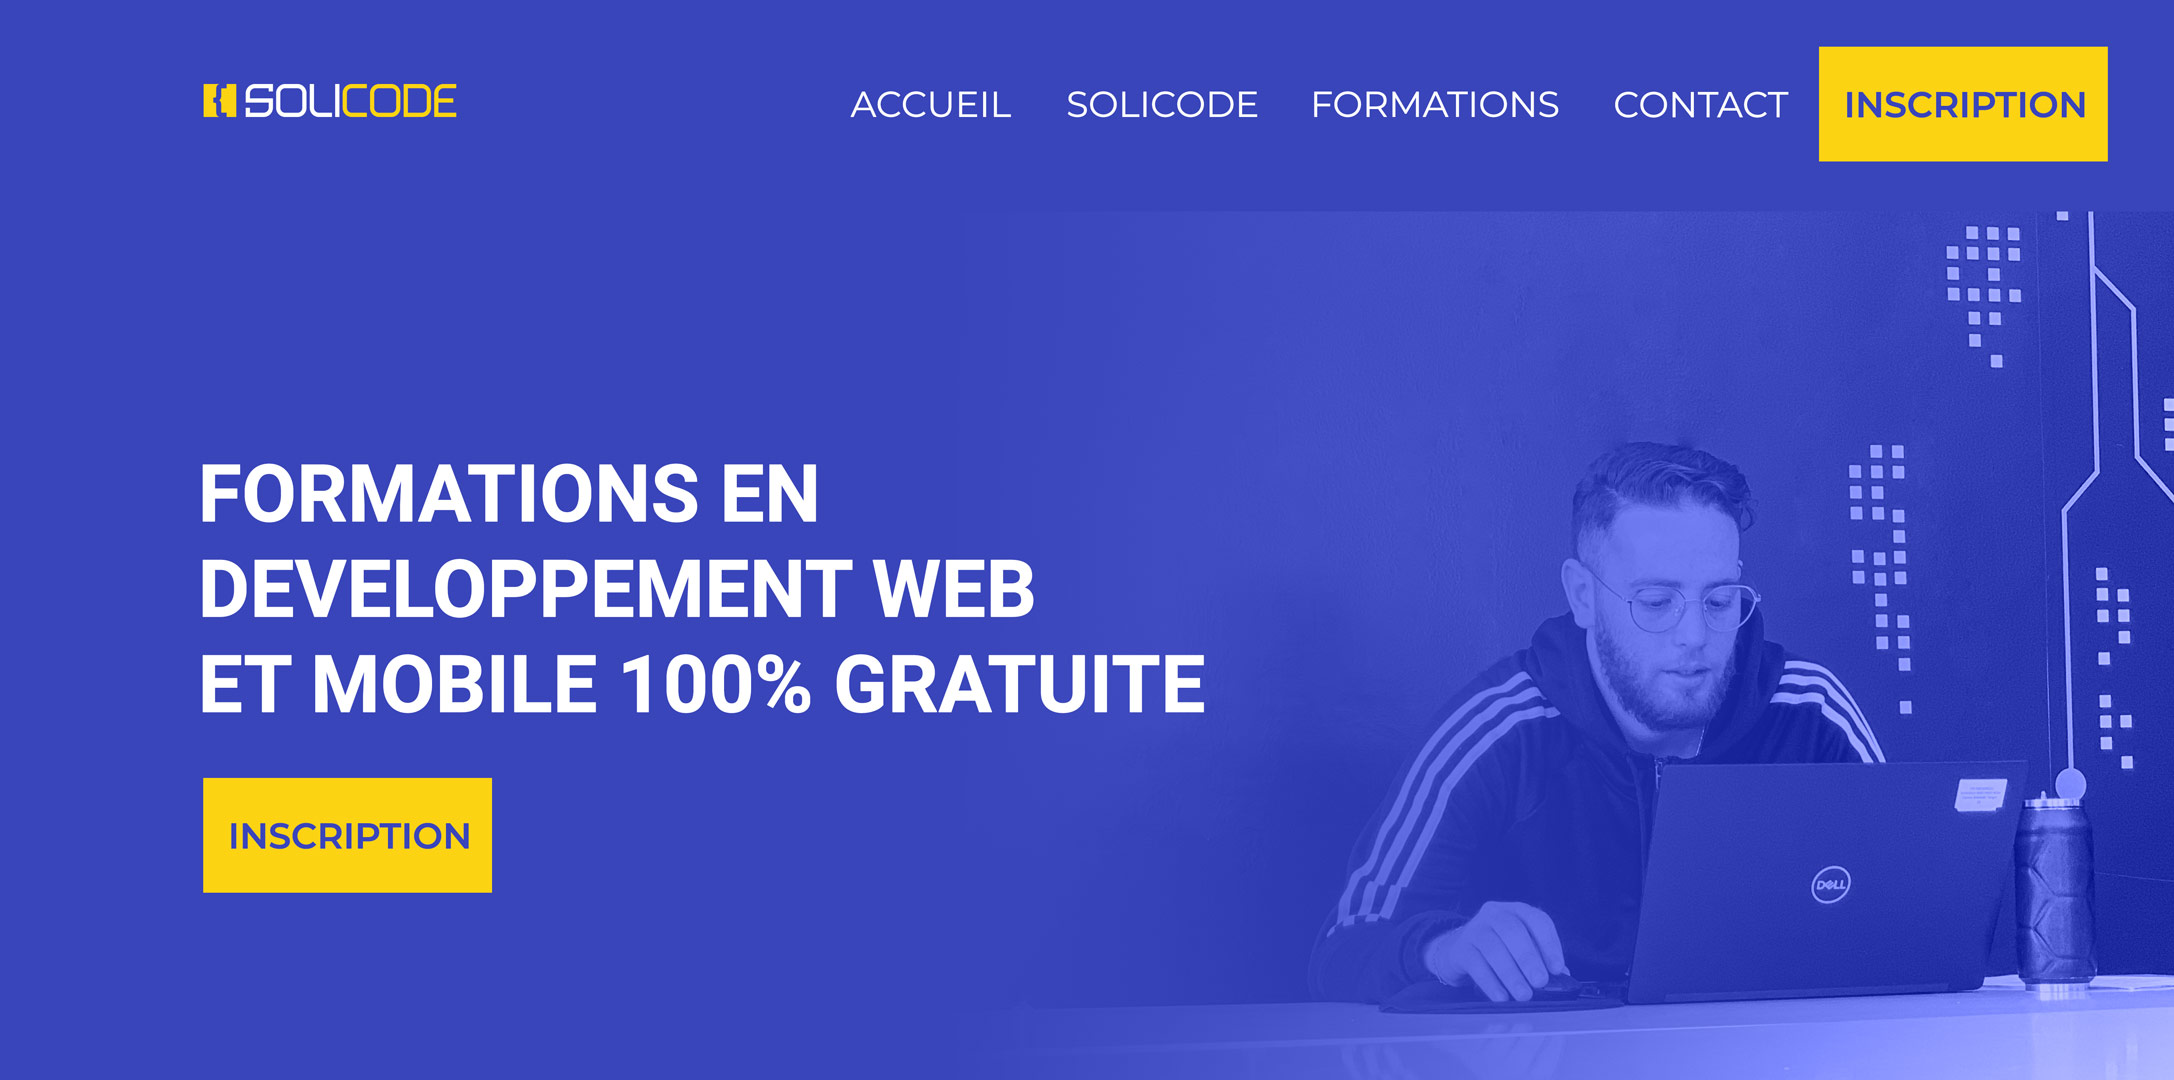 SOLICODE
ACCUEIL SOLICODE FORMATIONS CONTACT INSCRIPTION
FORMATIONS EN
DEVELOPPEMENT WEB
ET MOBILE 100% GRATUITE
INSCRIPTION
DELL